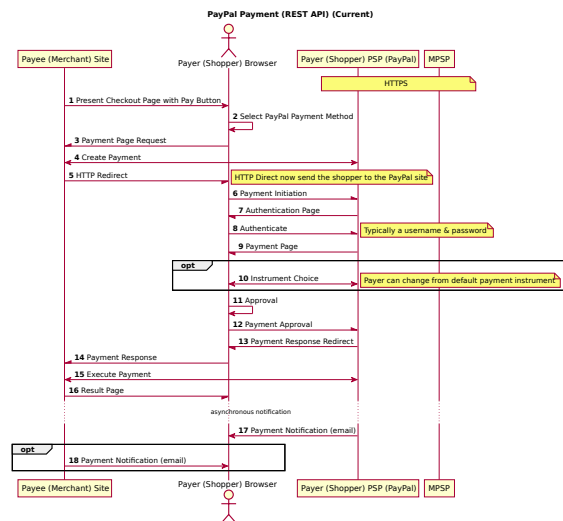 PayPal Payment (REST API) (Current)
Payee (Merchant) Site
Payer (Shopper) Browser
Payer (Shopper) PSP (PayPal)
MPSP
HTTPS
1 Present Checkout Page with Pay Button
2 Select PayPal Payment Method
3 Payment Page Request
4 Create Payment
5 HTTP Redirect
HTTP Direct now send the shopper to the PayPal site
6 Payment Initiation
7 Authentication Page
8 Authenticate
Typically a username & password
9 Payment Page
opt
10 Instrument Choice
Payer can change from default payment instrument
11 Approval
12 Payment Approval
13 Payment Response Redirect
14 Payment Response
15 Execute Payment
16 Result Page
asynchronous notification
17 Payment Notification (email)
opt
18 Payment Notification (email)
Payee (Merchant) Site
Payer (Shopper) Browser
Payer (Shopper) PSP (PayPal)
MPSP